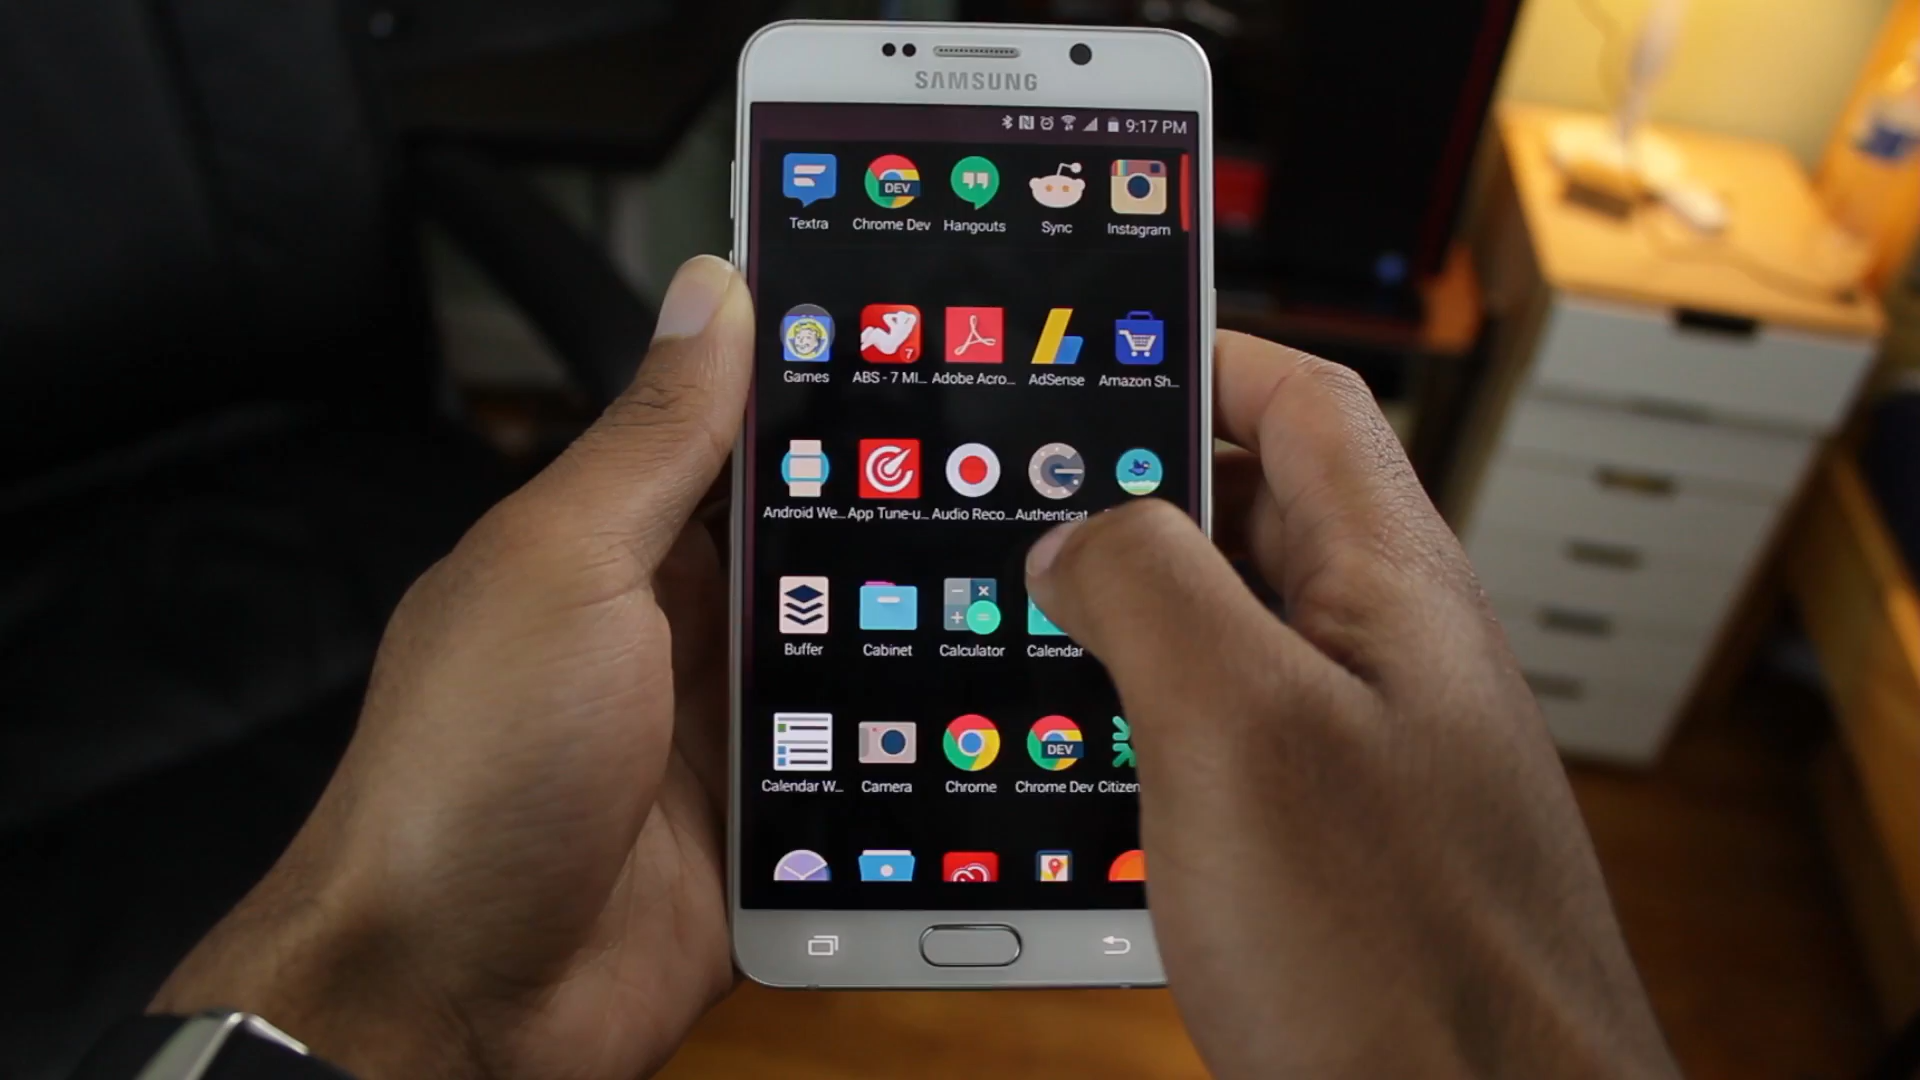 SAMSUNG
9:17 PM
DEV
Textra Chrome Dev Hangouts Sync Instagram
7
Games ABS - 7 MI... Adobe Acro... AdSense Amazon Sh...
Android We... App Tune-u... Audio Reco... Authenticat
Buffer Cabinet Calculator Calendar
DEV
Calendar W... Camera Chrome Chrome Dev Citizen